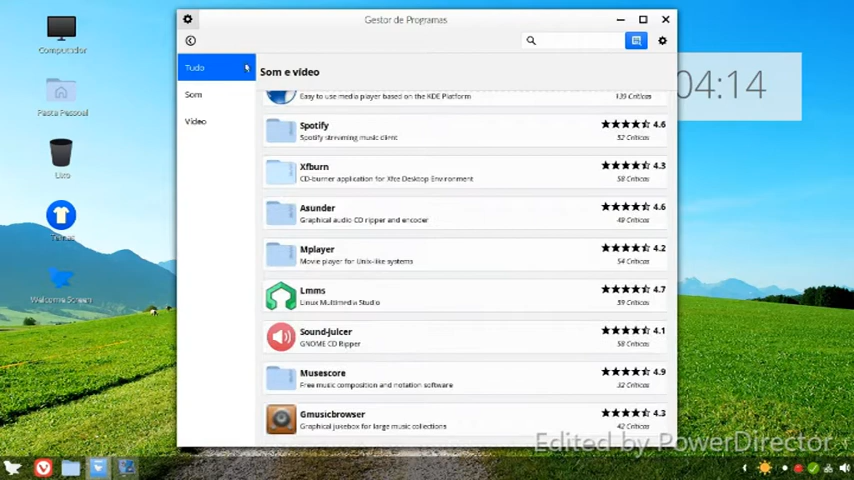 Computador
Pasta Pessoal
Lixo
Temas
Welcome Screen
Gestor de Programas
Tudo
Som
Vídeo
Som e vídeo
Easy to use media player based on the KDE Platform
139 Críticas
Spotify
Spotify streaming music client
4.6
52 Críticas
Xfburn
CD-burner application for Xfce Desktop Environment
4.3
58 Críticas
Asunder
Graphical audio CD ripper and encoder
4.6
49 Críticas
Mplayer
Movie player for Unix-like systems
4.2
54 Críticas
Lmms
Linux Multimedia Studio
4.7
59 Críticas
Sound-juicer
GNOME CD Ripper
4.1
58 Críticas
Musescore
Free music composition and notation software
4.9
32 Críticas
Gmusicbrowser
Graphical jukebox for large music collections
4.3
42 Críticas
04:14
Edited by PowerDirector